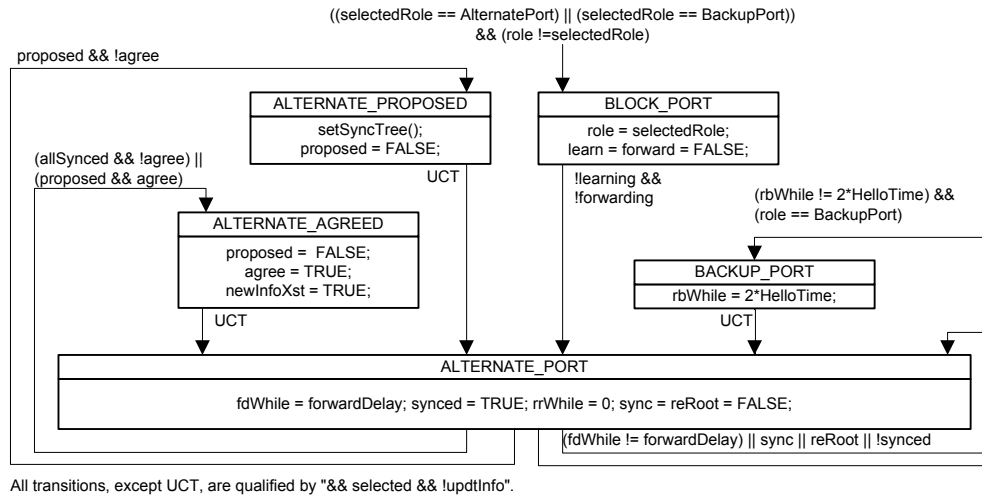 ((selectedRole == AlternatePort) || (selectedRole == BackupPort))
&& (role !=selectedRole)
proposed && !agree
ALTERNATE_PROPOSED
setSyncTree();
proposed = FALSE;
UCT
BLOCK_PORT
role = selectedRole;
learn = forward = FALSE;
!learning &&
!forwarding
(allSynced && !agree) ||
(proposed && agree)
ALTERNATE_AGREED
proposed =  FALSE;
agree = TRUE;
newInfoXst = TRUE;
UCT
(rbWhile != 2*HelloTime) &&
(role == BackupPort)
BACKUP_PORT
rbWhile = 2*HelloTime;
UCT
ALTERNATE_PORT
fdWhile = forwardDelay; synced = TRUE; rrWhile = 0; sync = reRoot = FALSE;
(fdWhile != forwardDelay) || sync || reRoot || !synced
All transitions, except UCT, are qualified by "&& selected && !updtInfo".